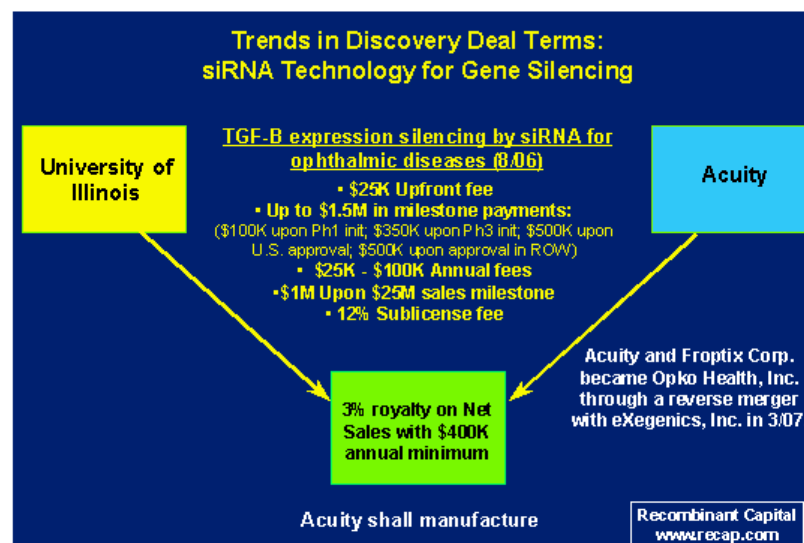 Trends in Discovery Deal Terms:
siRNA Technology for Gene Silencing
University of
Illinois
TGF-B expression silencing by siRNA for
ophthalmic diseases (8/06)
▪ $25K Upfront fee
▪ Up to $1.5M in milestone payments:
($100K upon Ph1 init; $350K upon Ph3 init; $500K upon
U.S. approval; $500K upon approval in ROW)
▪ $25K - $100K Annual fees
▪$1M Upon $25M sales milestone
▪ 12% Sublicense fee
Acuity
3% royalty on Net
Sales with $400K
annual minimum
Acuity and Froptix Corp.
became Opko Health, Inc.
through a reverse merger
with eXegenics, Inc. in 3/07
Acuity shall manufacture
Recombinant Capital
www.recap.com